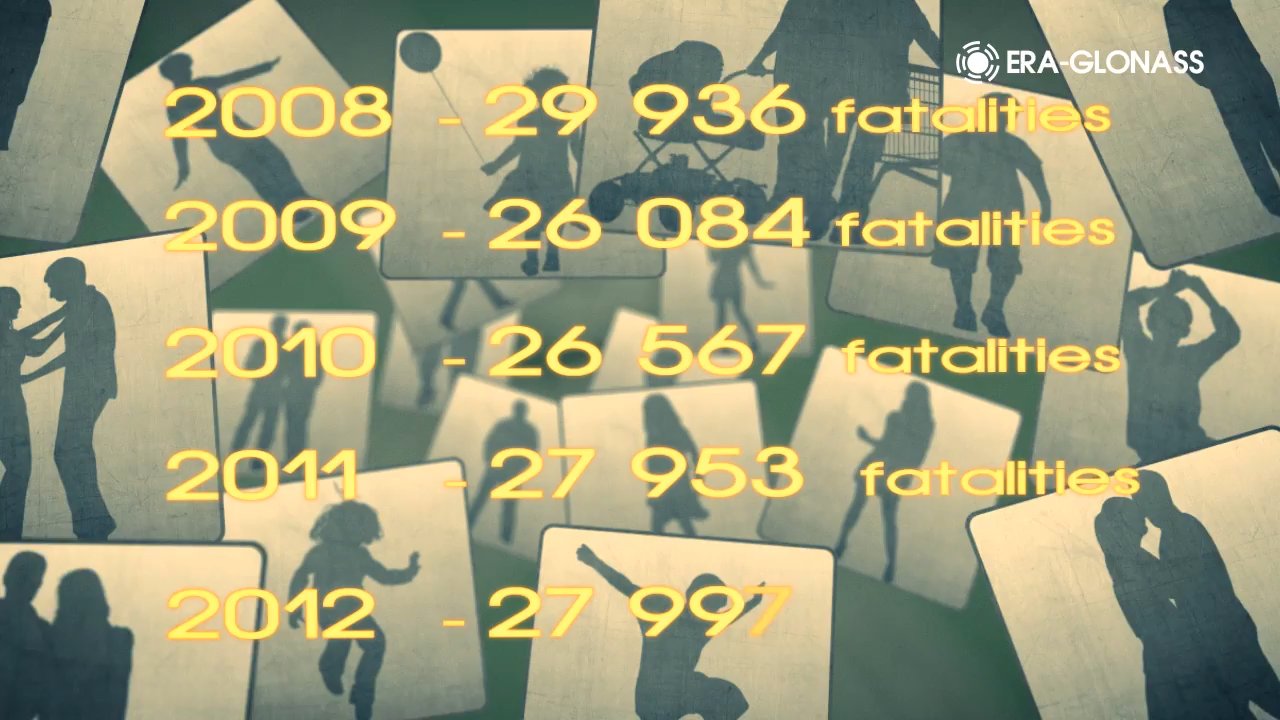 ERA-GLONASS
2008 - 29 936 fatalities
2009 - 26 084 fatalities
2010 - 26 567 fatalities
2011 - 27 953 fatalities
2012 - 27 997